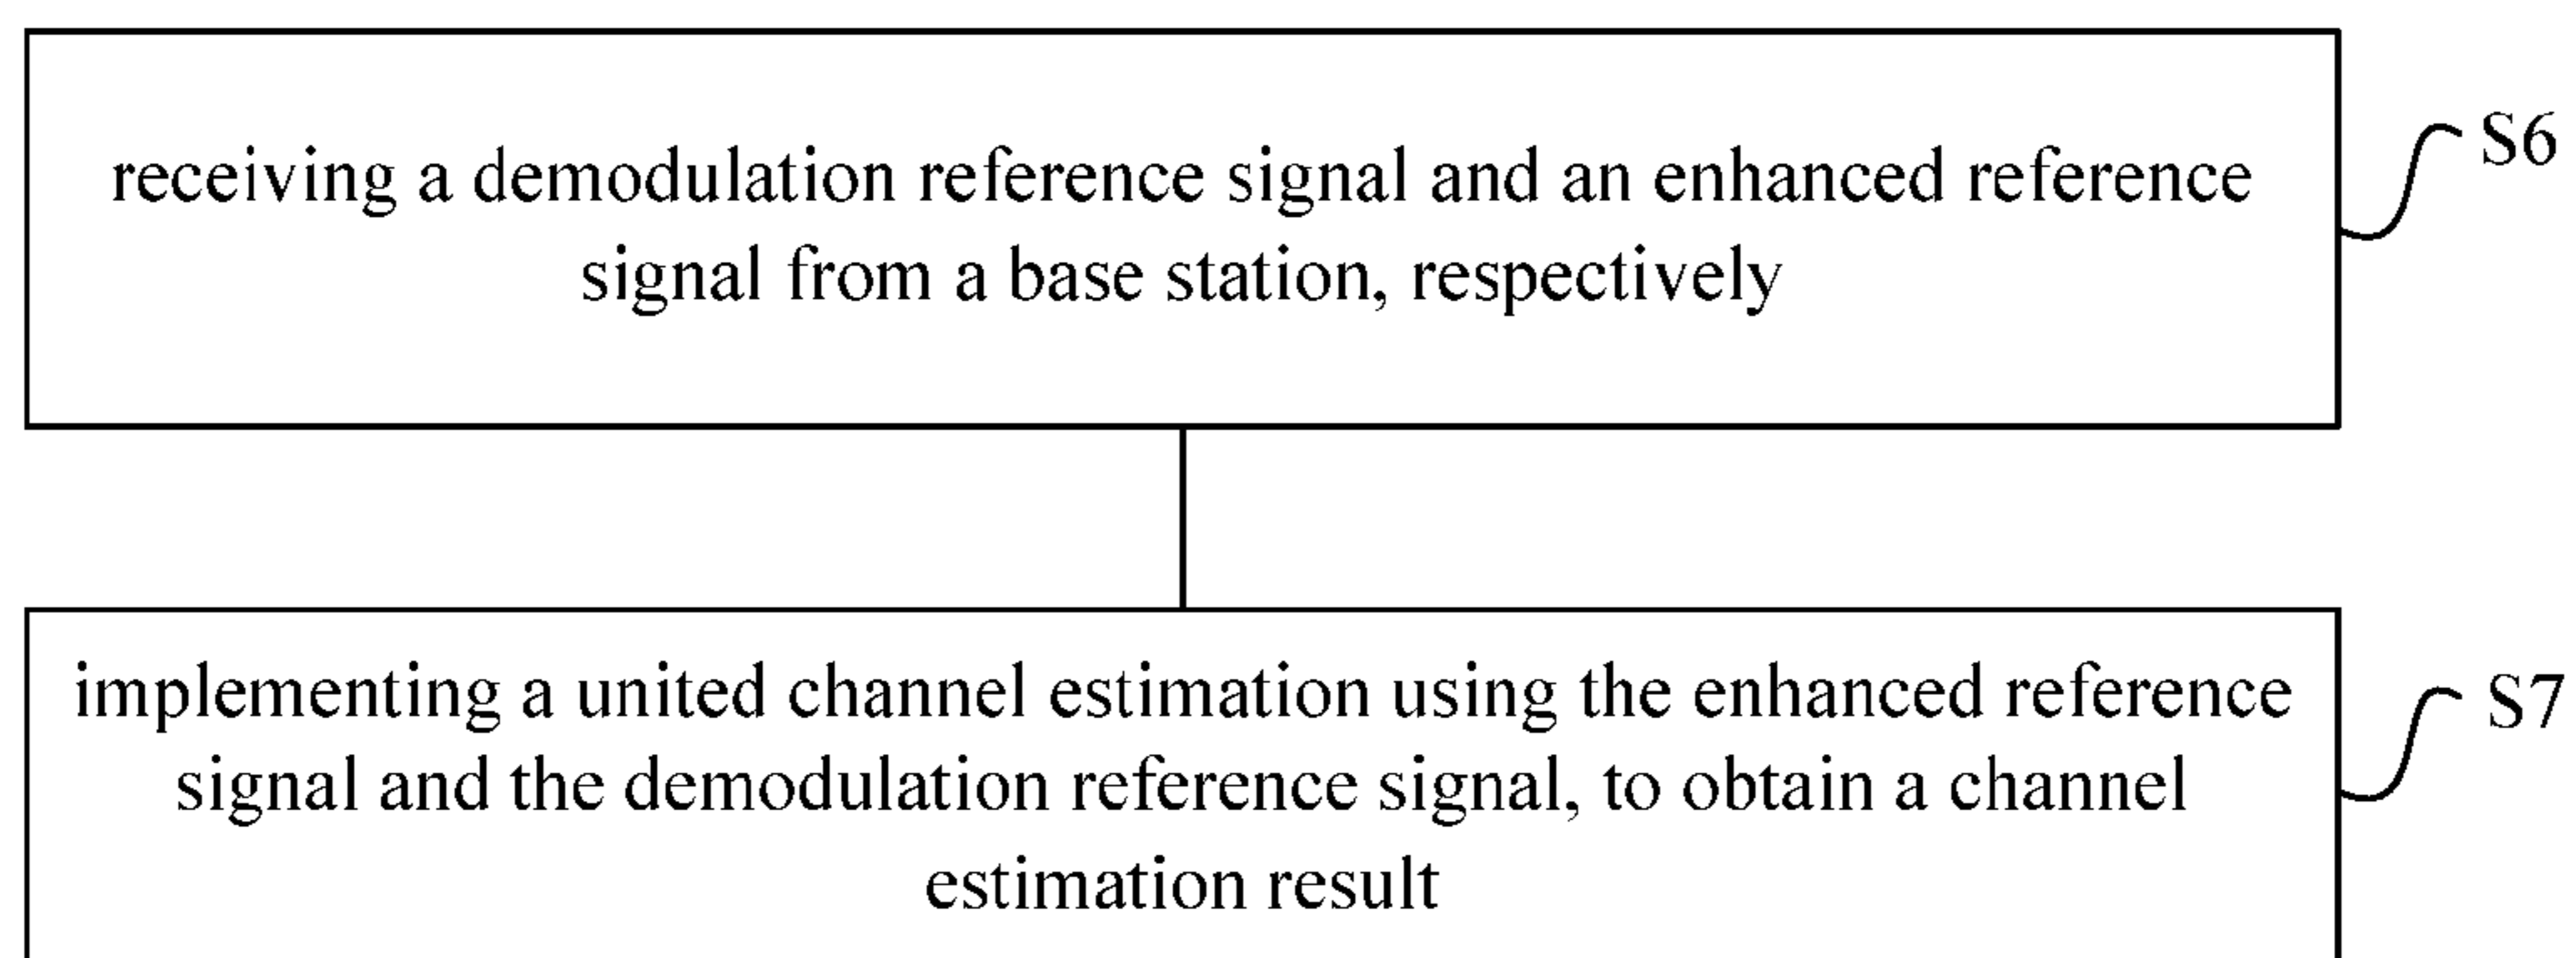 receiving a demodulation reference signal and an enhanced reference
signal from a base station, respectively
S6
implementing a united channel estimation using the enhanced reference
signal and the demodulation reference signal, to obtain a channel
estimation result
S7